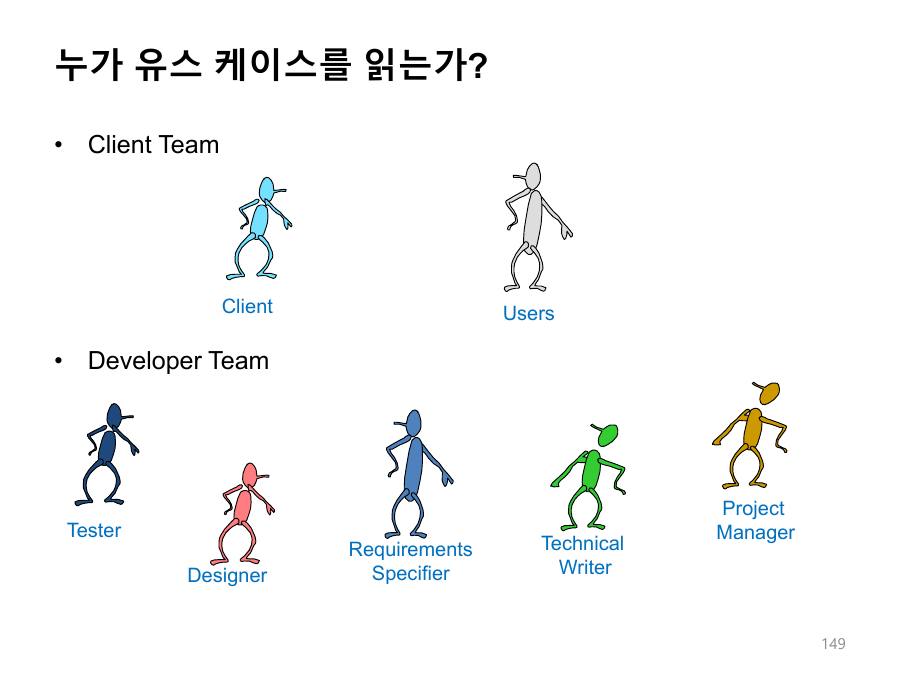 누가 유스 케이스를 읽는가?
• Client Team
Client
Users
• Developer Team
Tester
Designer
Requirements
Specifier
Technical
Writer
Project
Manager
149